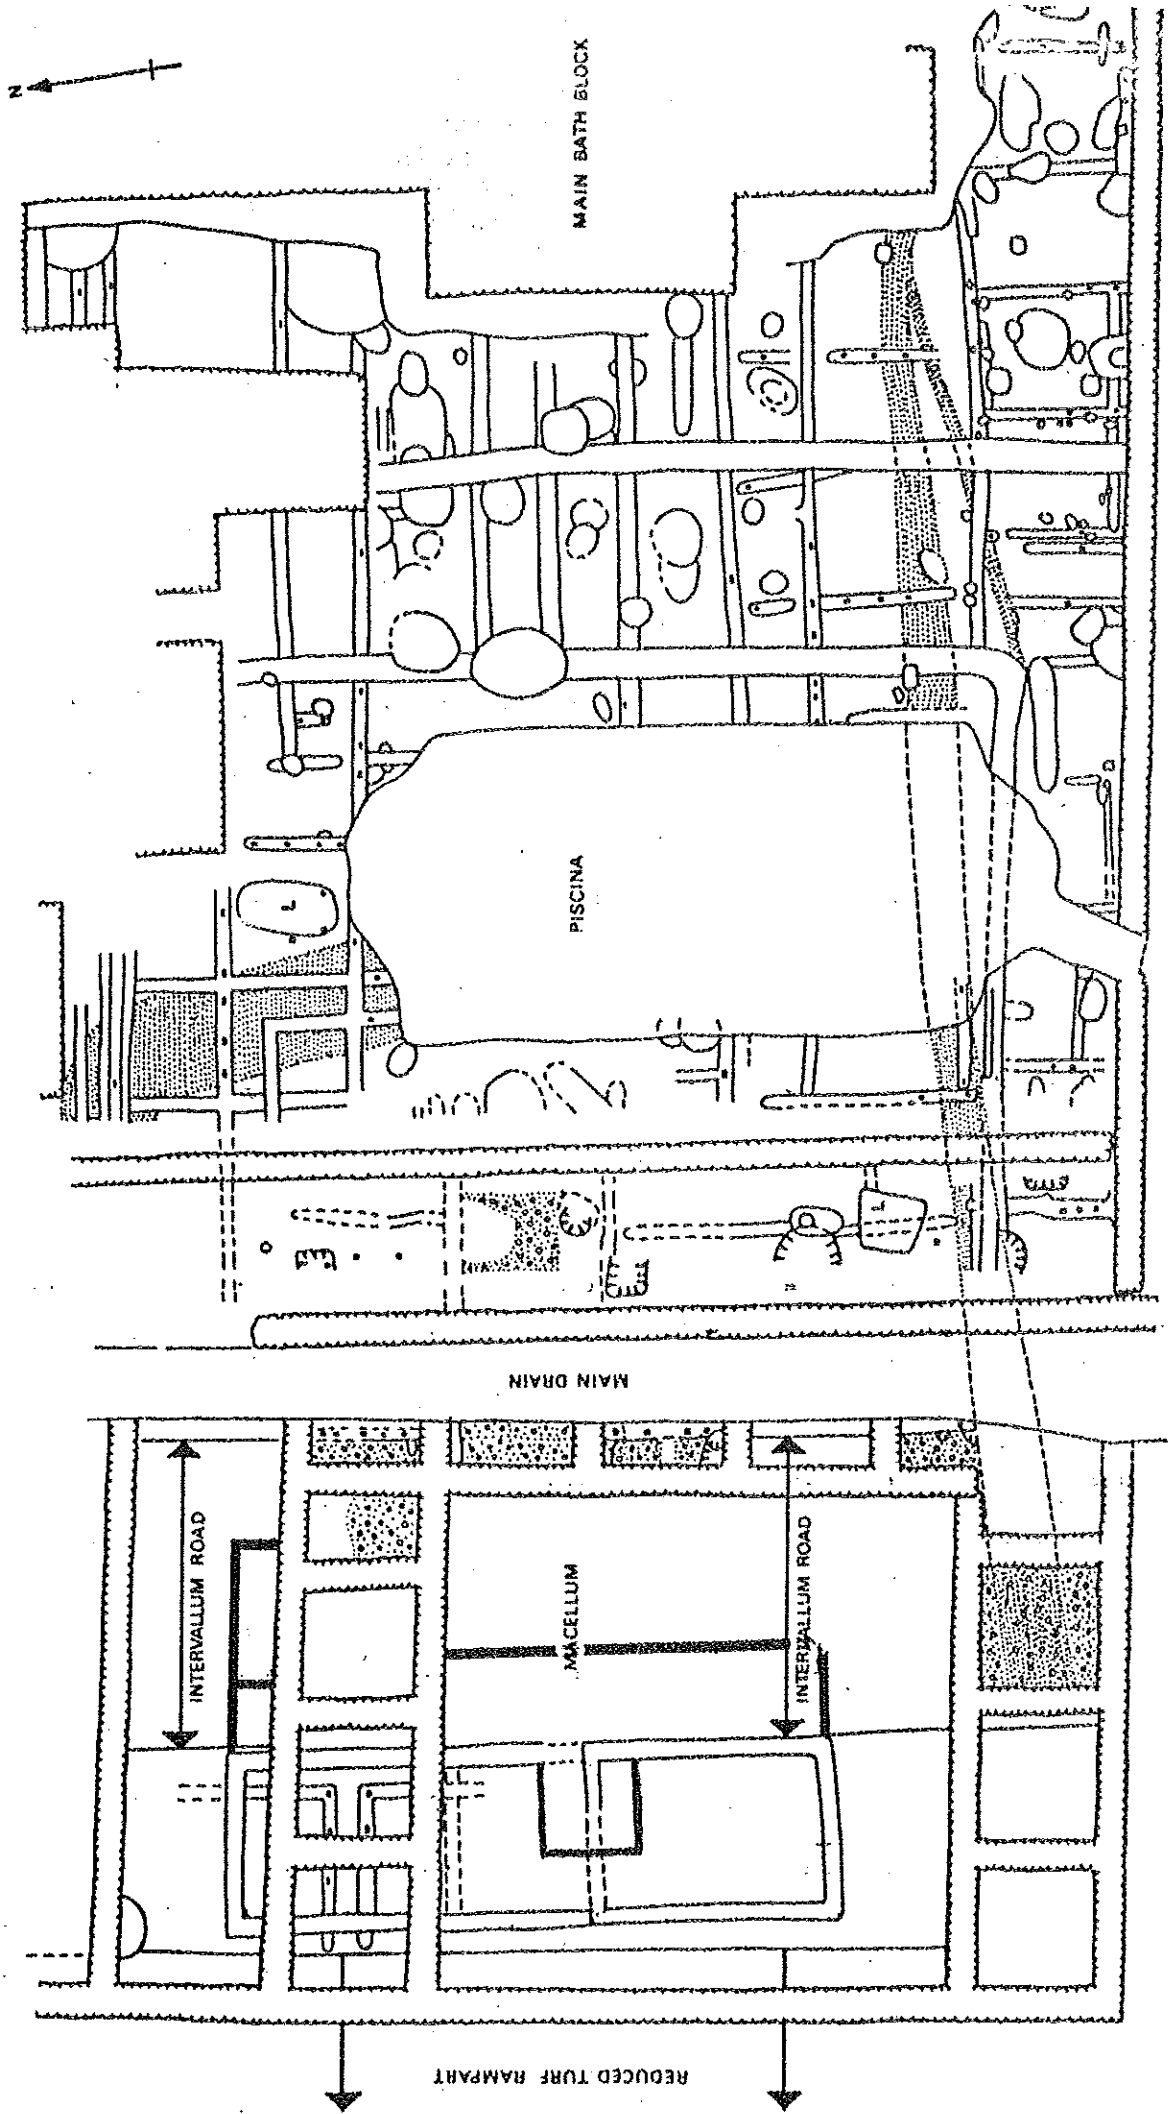 N
MAIN BATH BLOCK
PISCINA
L
L
MAIN DRAIN
INTERVALLUM ROAD
MACELLUM
INTERVALLUM ROAD
REDUCED TURF RAMPART